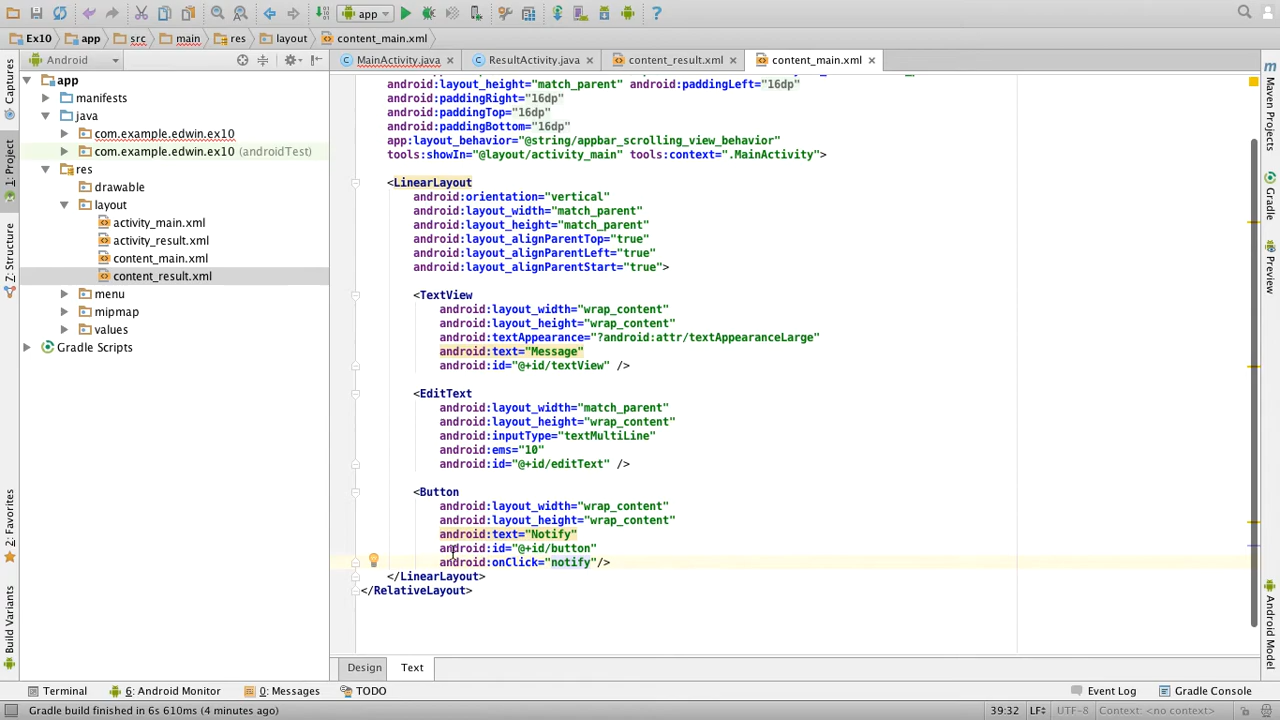 app
Ex10 app src main res layout content_main.xml
Android
MainActivity.java ResultActivity.java content_result.xml content_main.xml
app
manifests
java
com.example.edwin.ex10
com.example.edwin.ex10 (androidTest)
res
drawable
layout
activity_main.xml
activity_result.xml
content_main.xml
content_result.xml
menu
mipmap
values
Gradle Scripts
Captures
1: Project
Z: Structure
2: Favorites
Build Variants
android:layout_height="match_parent" android:paddingLeft="16dp"
android:paddingRight="16dp"
android:paddingTop="16dp"
android:paddingBottom="16dp"
app:layout_behavior="@string/appbar_scrolling_view_behavior"
tools:showIn="@layout/activity_main" tools:context=".MainActivity">
<LinearLayout
android:orientation="vertical"
android:layout_width="match_parent"
android:layout_height="match_parent"
android:layout_alignParentTop="true"
android:layout_alignParentLeft="true"
android:layout_alignParentStart="true">
<TextView
android:layout_width="wrap_content"
android:layout_height="wrap_content"
android:textAppearance="?android:attr/textAppearanceLarge"
android:text="Message"
android:id="@+id/textView" />
<EditText
android:layout_width="match_parent"
android:layout_height="wrap_content"
android:inputType="textMultiLine"
android:ems="10"
android:id="@+id/editText" />
<Button
android:layout_width="wrap_content"
android:layout_height="wrap_content"
android:text="Notify"
android:id="@+id/button"
android:onClick="notify"/>
</LinearLayout>
</RelativeLayout>
Maven Projects
Gradle
Preview
Android Model
Design Text
Terminal 6: Android Monitor 0: Messages TODO Event Log Gradle Console
Gradle build finished in 6s 610ms (4 minutes ago) 39:32 LF UTF-8 Context: <no context>